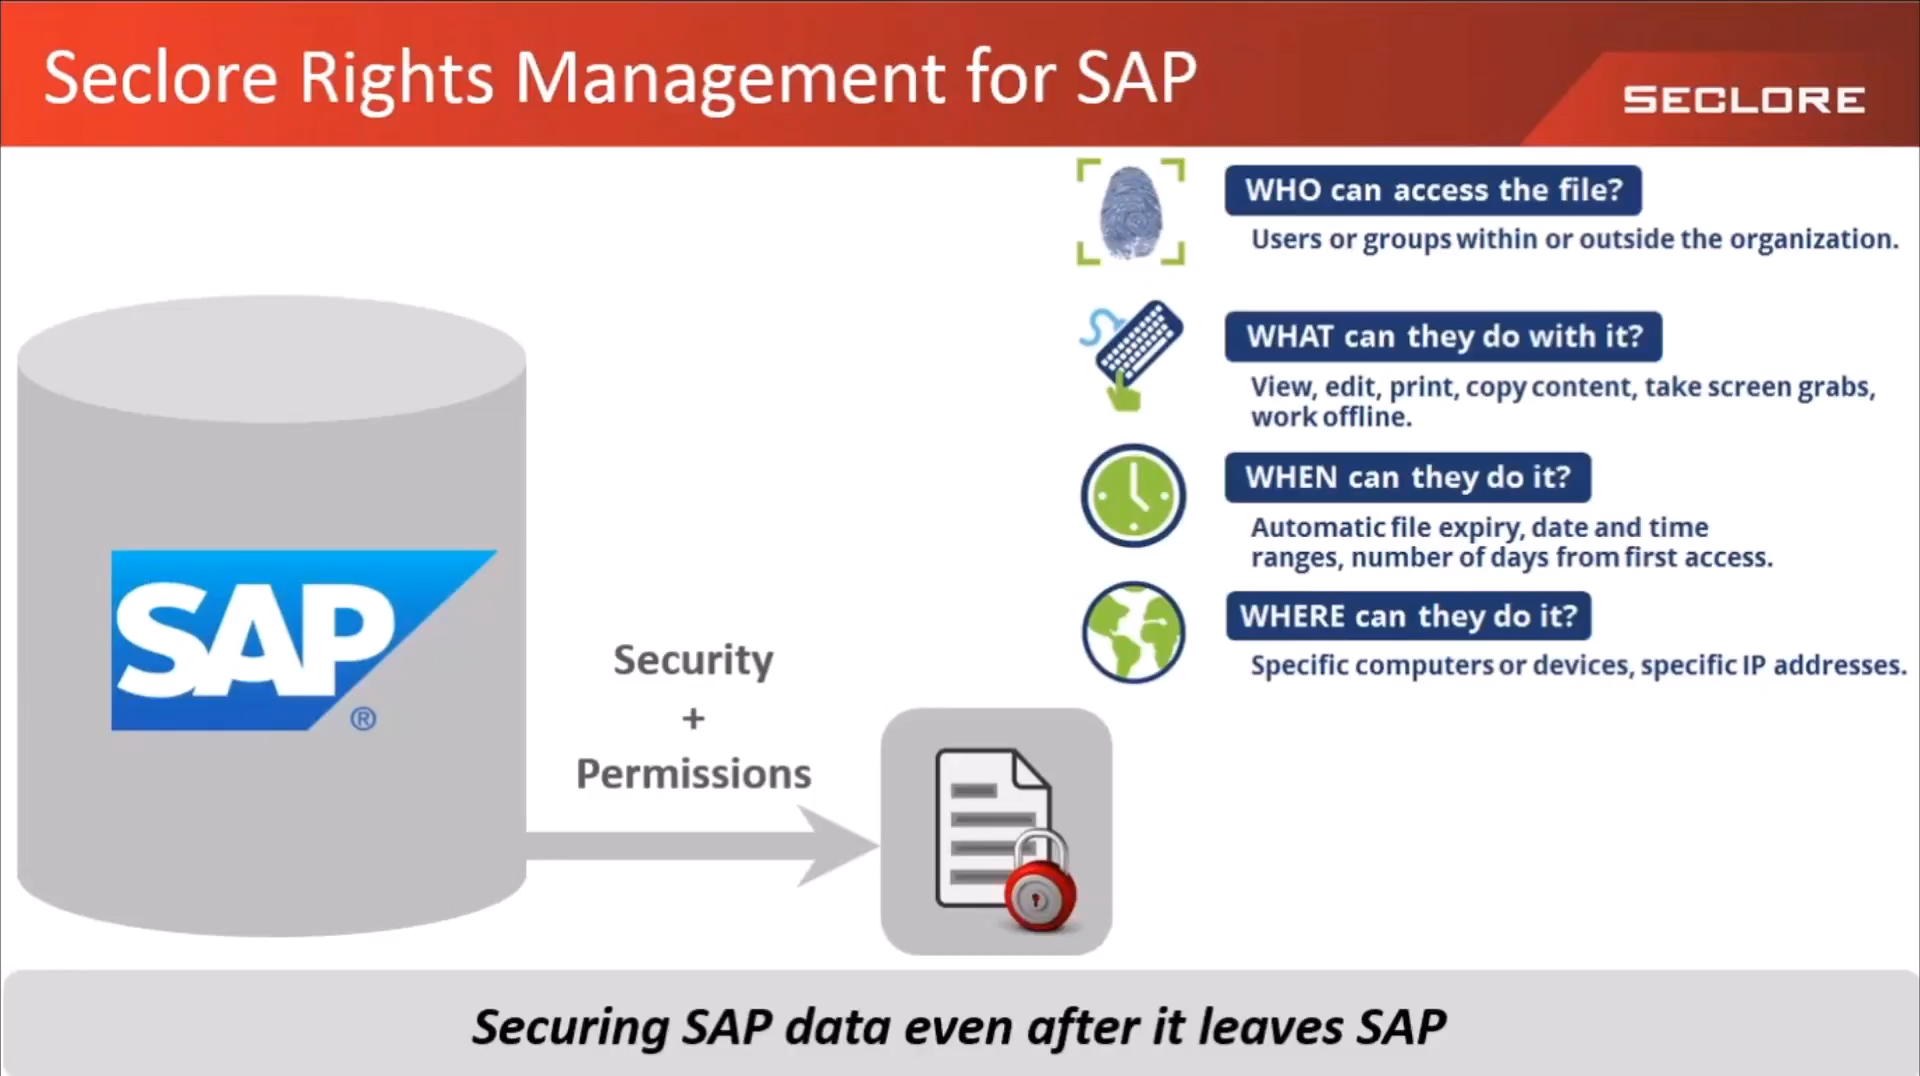 Seclore Rights Management for SAP
SECLORE
WHO can access the file?
Users or groups within or outside the organization.
WHAT can they do with it?
View, edit, print, copy content, take screen grabs,
work offline.
WHEN can they do it?
Automatic file expiry, date and time
ranges, number of days from first access.
WHERE can they do it?
Specific computers or devices, specific IP addresses.
SAP
®
Security
+
Permissions
Securing SAP data even after it leaves SAP